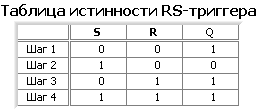 Таблица истинности RS-триггера
S R Q
Шаг 1 0 0 1
Шаг 2 1 0 0
Шаг 3 0 1 1
Шаг 4 1 1 1